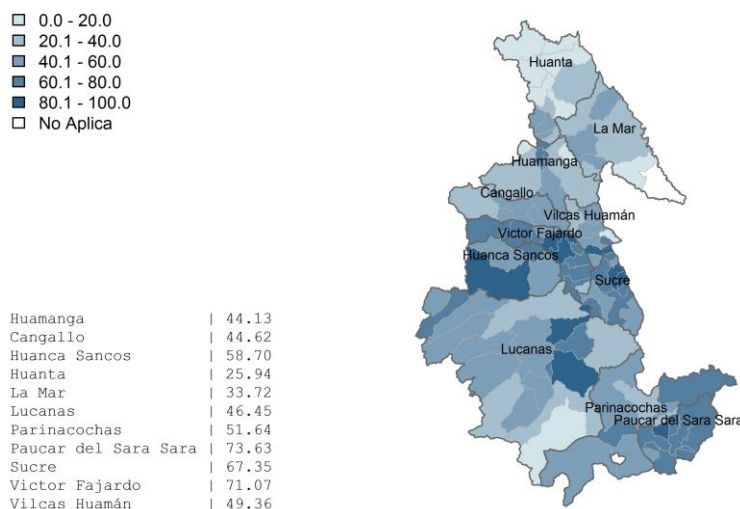 0.0 - 20.0
20.1 - 40.0
40.1 - 60.0
60.1 - 80.0
80.1 - 100.0
No Aplica
Huanta
La Mar
Huamanga
Cangallo
Vilcas Huamán
Victor Fajardo
Huanca Sancos
Sucre
Lucanas
Parinacochas
Paucar del Sara Sara
Huamanga | 44.13
Cangallo | 44.62
Huanca Sancos | 58.70
Huanta | 25.94
La Mar | 33.72
Lucanas | 46.45
Parinacochas | 51.64
Paucar del Sara Sara | 73.63
Sucre | 67.35
Victor Fajardo | 71.07
Vilcas Huamán | 49.36